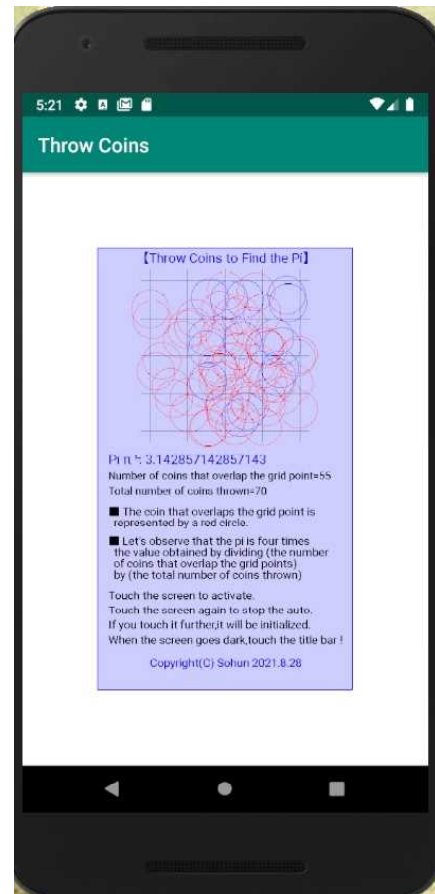 5:21
Throw Coins
【Throw Coins to Find the Pi】
Pi π ≒ 3.142857142857143
Number of coins that overlap the grid point=55
Total number of coins thrown=70
■ The coin that overlaps the grid point is
represented by a red circle.
■ Let's observe that the pi is four times
the value obtained by dividing (the number
of coins that overlap the grid points)
by (the total number of coins thrown)
Touch the screen to activate.
Touch the screen again to stop the auto.
If you touch it further,it will be initialized.
When the screen goes dark,touch the title bar !
Copyright(C) Sohun 2021.8.28